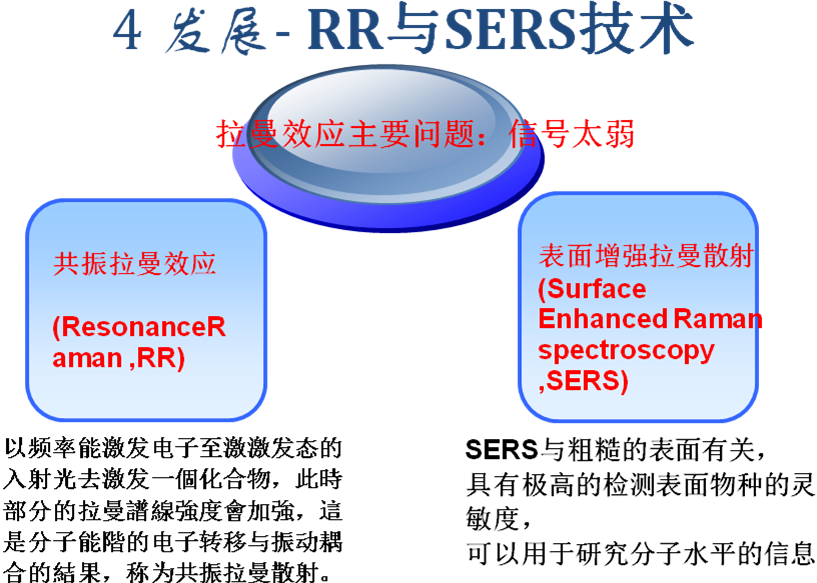 4 发展- RR与SERS技术
拉曼效应主要问题：信号太弱
共振拉曼效应
(ResonanceR
aman ,RR)
表面增强拉曼散射
(Surface
Enhanced Raman
spectroscopy
,SERS)
以频率能激发电子至激激发态的
入射光去激发一個化合物，此時
部分的拉曼譜線強度會加強，這
是分子能階的电子转移与振动耦
合的結果，称为共振拉曼散射。
SERS与粗糙的表面有关，
具有极高的检测表面物种的灵
敏度，
可以用于研究分子水平的信息